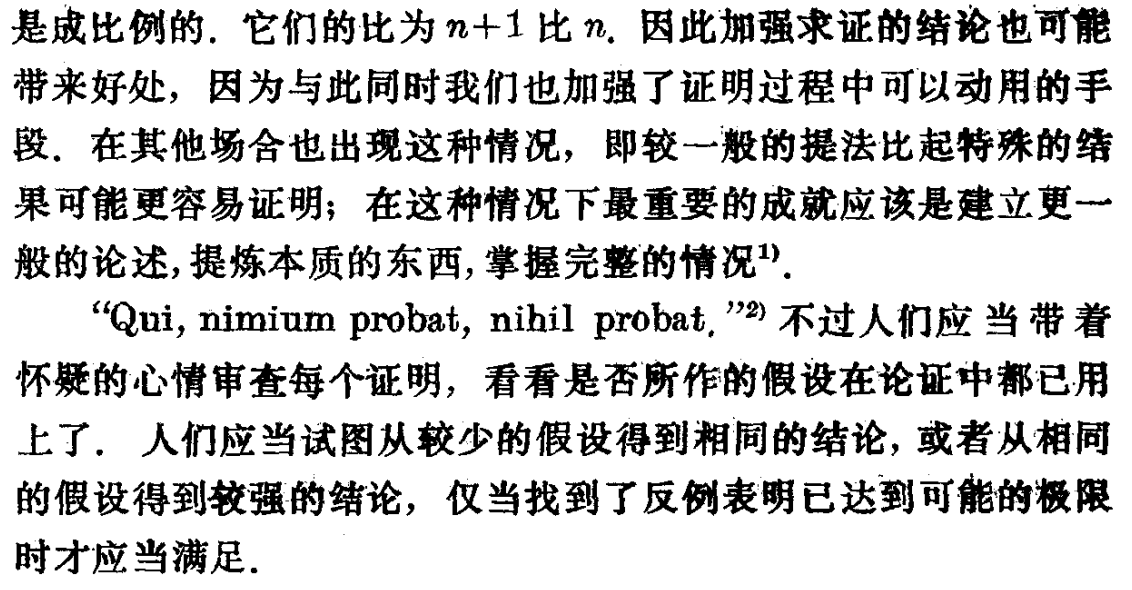 是成比例的. 它们的比为 n+1 比 n. 因此加强求证的结论也可能
带来好处, 因为与此同时我们也加强了证明过程中可以动用的手
段. 在其他场合也出现这种情况, 即较一般的提法比起特殊的结
果可能更容易证明; 在这种情况下最重要的成就应该是建立更一
般的论述, 提炼本质的东西, 掌握完整的情况¹⁾.
“Qui, nimium probat, nihil probat.”²⁾ 不过人们应当带着
怀疑的心情审查每个证明, 看看是否所作的假设在论证中都已用
上了. 人们应当试图从较少的假设得到相同的结论, 或者从相同
的假设得到较强的结论, 仅当找到了反例表明已达到可能的极限
时才应当满足.